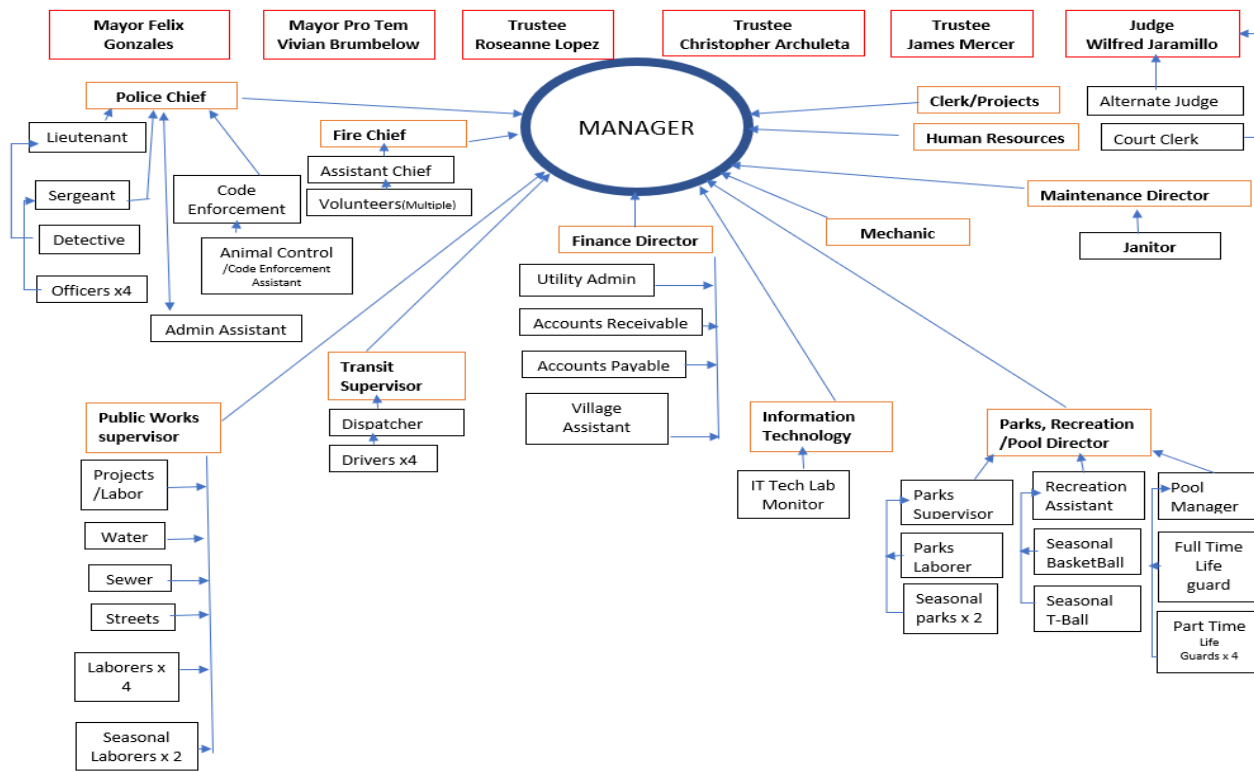 Mayor Felix
Gonzales
Mayor Pro Tem
Vivian Brumbelow
Trustee
Roseanne Lopez
Trustee
Christopher Archuleta
Trustee
James Mercer
Judge
Wilfred Jaramillo
Police Chief
Lieutenant
Sergeant
Detective
Officers x4
Code
Enforcement
Animal Control
/Code Enforcement
Assistant
Admin Assistant
Fire Chief
Assistant Chief
Volunteers(Multiple)
MANAGER
Clerk/Projects
Human Resources
Alternate Judge
Court Clerk
Maintenance Director
Janitor
Mechanic
Finance Director
Utility Admin
Accounts Receivable
Accounts Payable
Village
Assistant
Transit
Supervisor
Dispatcher
Drivers x4
Public Works
supervisor
Projects
/Labor
Water
Sewer
Streets
Laborers x
4
Seasonal
Laborers x 2
Information
Technology
IT Tech Lab
Monitor
Parks, Recreation
/Pool Director
Parks
Supervisor
Parks
Laborer
Seasonal
parks x 2
Recreation
Assistant
Seasonal
BasketBall
Seasonal
T-Ball
Pool
Manager
Full Time
Life
guard
Part Time
Life
Guards x 4